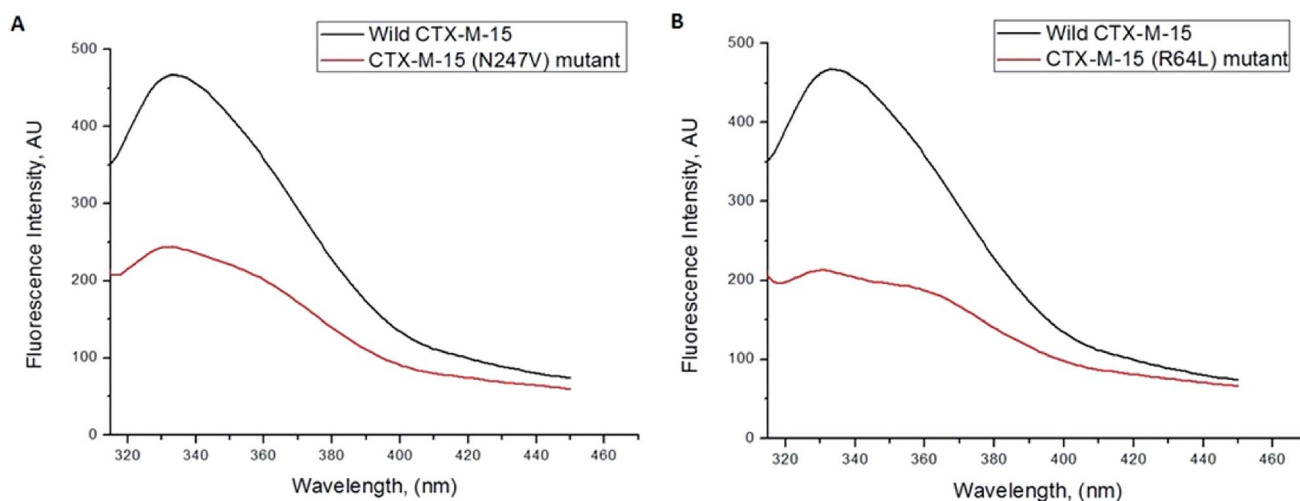 A
Wild CTX-M-15
CTX-M-15 (N247V) mutant
500
400
300
200
100
0
Fluorescence Intensity, AU
320 340 360 380 400 420 440 460
Wavelength, (nm)
B
Wild CTX-M-15
CTX-M-15 (R64L) mutant
500
400
300
200
100
0
Fluorescence Intensity, AU
320 340 360 380 400 420 440 460
Wavelength, (nm)